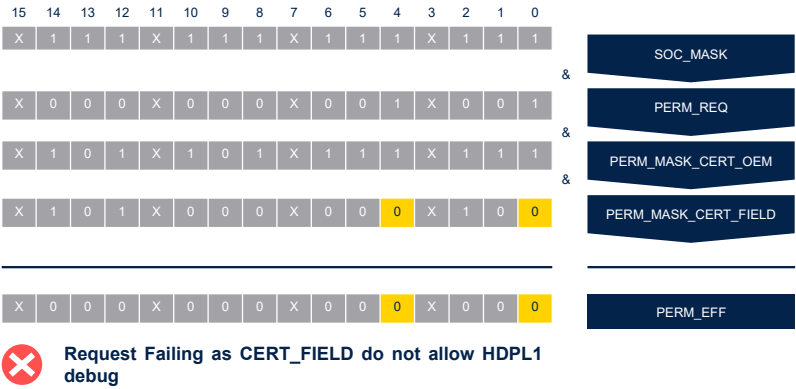 15 14 13 12 11 10 9 8 7 6 5 4 3 2 1 0
X 1 1 1 X 1 1 1 X 1 1 1 X 1 1 1
SOC_MASK
&
X 0 0 0 X 0 0 0 X 0 0 1 X 0 0 1
PERM_REQ
&
X 1 0 1 X 1 0 1 X 1 1 1 X 1 1 1
PERM_MASK_CERT_OEM
&
X 1 0 1 X 0 0 0 X 0 0 0 X 1 0 0
PERM_MASK_CERT_FIELD
X 0 0 0 X 0 0 0 X 0 0 0 X 0 0 0
PERM_EFF
Request Failing as CERT_FIELD do not allow HDPL1
debug